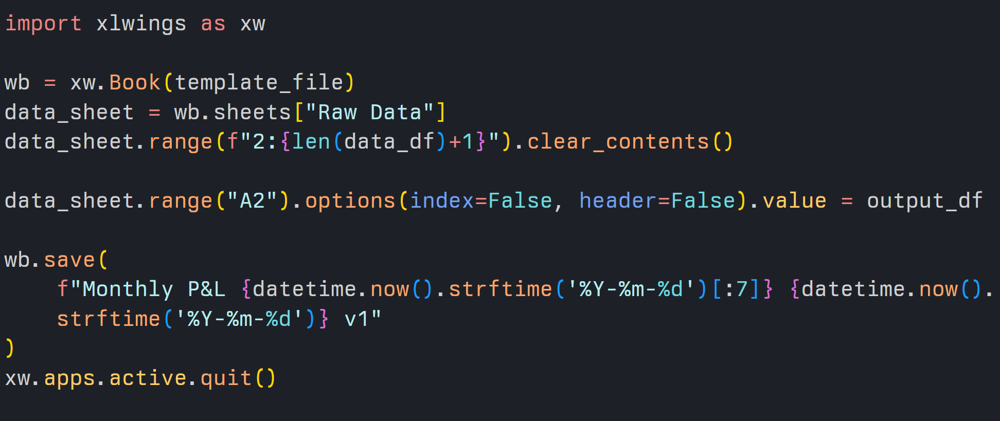 import xlwings as xw
wb = xw.Book(template_file)
data_sheet = wb.sheets["Raw Data"]
data_sheet.range(f"2:{len(data_df)+1}").clear_contents()
data_sheet.range("A2").options(index=False, header=False).value = output_df
wb.save(
f"Monthly P&L {datetime.now().strftime('%Y-%m-%d')[:7]} {datetime.now().
strftime('%Y-%m-%d')} v1"
)
xw.apps.active.quit()